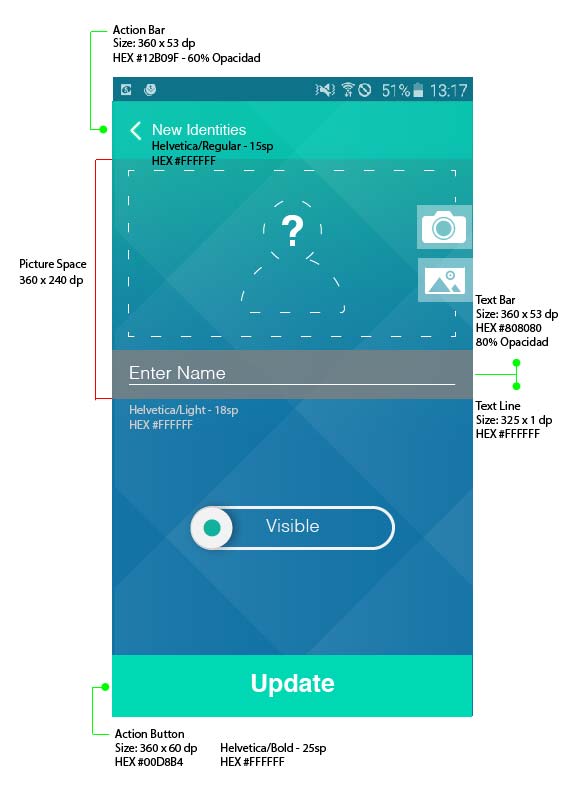 Action Bar
Size: 360 x 53 dp
HEX #12B09F - 60% Opacidad
51% 13:17
New Identities
Helvetica/Regular - 15sp
HEX #FFFFFF
?
Picture Space
360 x 240 dp
Text Bar
Size: 360 x 53 dp
HEX #808080
80% Opacidad
Enter Name
Text Line
Size: 325 x 1 dp
HEX #FFFFFF
Helvetica/Light - 18sp
HEX #FFFFFF
Visible
Update
Action Button
Size: 360 x 60 dp
HEX #00D8B4
Helvetica/Bold - 25sp
HEX #FFFFFF